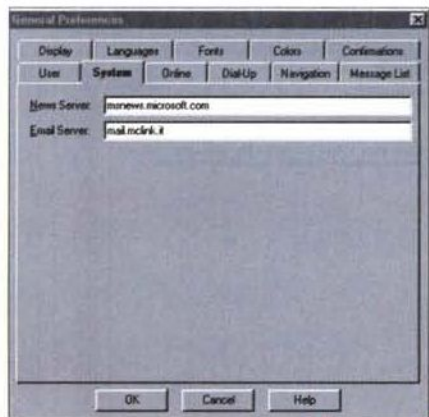 General Preferences
Display Languages Fonts Colors Confirmations
User System Online Dial-Up Navigation Message List
News Server: msnews.microsoft.com
Email Server: mail.mclink.it
OK Cancel Help